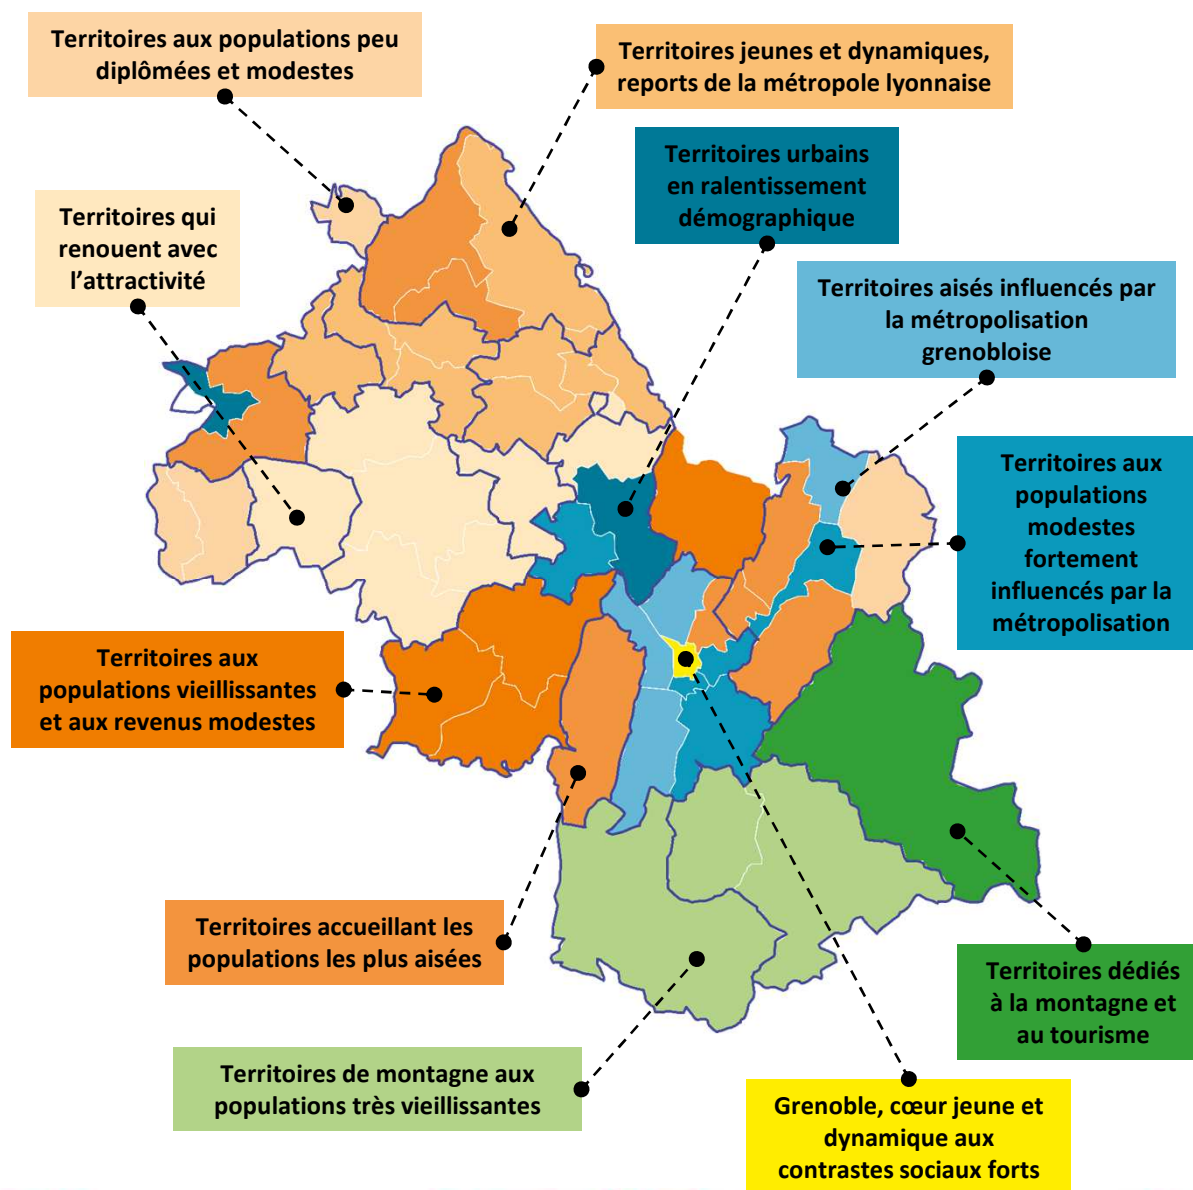 Territoires aux populations peu
diplômées et modestes
Territoires jeunes et dynamiques,
reports de la métropole lyonnaise
Territoires urbains
en ralentissement
démographique
Territoires qui
renouent avec
l’attractivité
Territoires aisés influencés par
la métropolisation
grenobloise
Territoires aux
populations
modestes
fortement
influencés par la
métropolisation
Territoires aux
populations vieillissantes
et aux revenus modestes
Territoires accueillant les
populations les plus aisées
Territoires dédiés
à la montagne et
au tourisme
Territoires de montagne aux
populations très vieillissantes
Grenoble, cœur jeune et
dynamique aux
contrastes sociaux forts